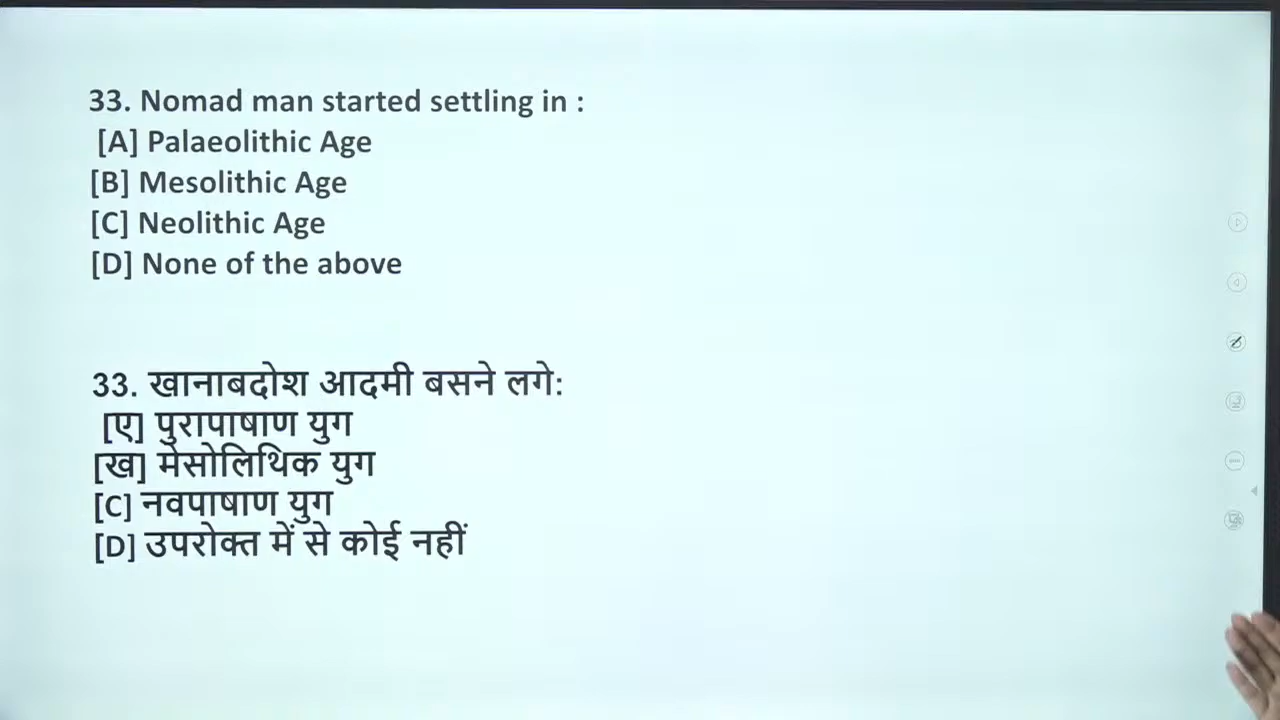 33. Nomad man started settling in :
[A] Palaeolithic Age
[B] Mesolithic Age
[C] Neolithic Age
[D] None of the above
33. खानाबदोश आदमी बसने लगे:
[ए] पुरापाषाण युग
[ख] मेसोलिथिक युग
[C] नवपाषाण युग
[D] उपरोक्त में से कोई नहीं